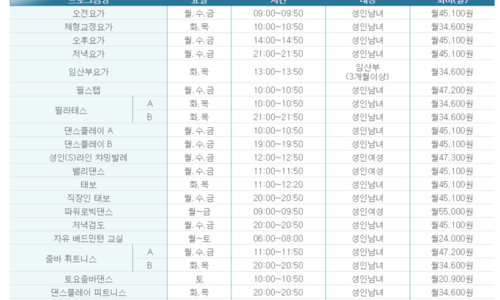 프로그램명 요일 시간 대상 회비(월)
오전요가 월,수,금 09:00~09:50 성인남녀 월45,100원
체형교정요가 화,목 10:00~10:50 성인남녀 월34,600원
오후요가 월,수,금 14:00~14:50 성인남녀 월45,100원
저녁요가 월,수,금 21:00~21:50 성인남녀 월45,100원
임산부요가 화,목 13:00~13:50 임산부 월34,600원
(3개월이상)
필스텝 월,수,금 10:00~10:50 성인남녀 월47,200원
필라테스 A 화,목 10:00~10:50 성인남녀 월34,600원
B 화,목 21:00~21:50 성인남녀 월34,600원
댄스플레이 A 월,수,금 10:00~10:50 성인남녀 월45,100원
댄스플레이 B 월,수,금 19:00~19:50 성인남녀 월45,100원
성인(S)라인 챠밍발레 월,수,금 12:00~12:50 성인여성 월47,300원
밸리댄스 월,수,금 11:00~11:50 성인여성 월45,100원
태보 화,목 11:00~12:20 성인남녀 월45,100원
직장인 태보 월,수,금 20:00~20:50 성인남녀 월45,100원
파워로빅댄스 월~금 09:00~09:50 성인여성 월55,000원
저녁검도 월,수,금 20:00~20:50 성인남녀 월45,100원
자유 배드민턴 교실 월~토 06:00~08:00 성인남녀 월24,000원
줌바 휘트니스 A 월,수,금 11:00~11:50 성인남녀 월47,200원
B 화,목 20:00~20:50 성인남녀 월34,600원
토요줌바댄스 토 10:00~10:50 성인남녀 월20,900원
댄스플레이 피트니스 화,목 20:00~20:50 성인남녀 월34,600원